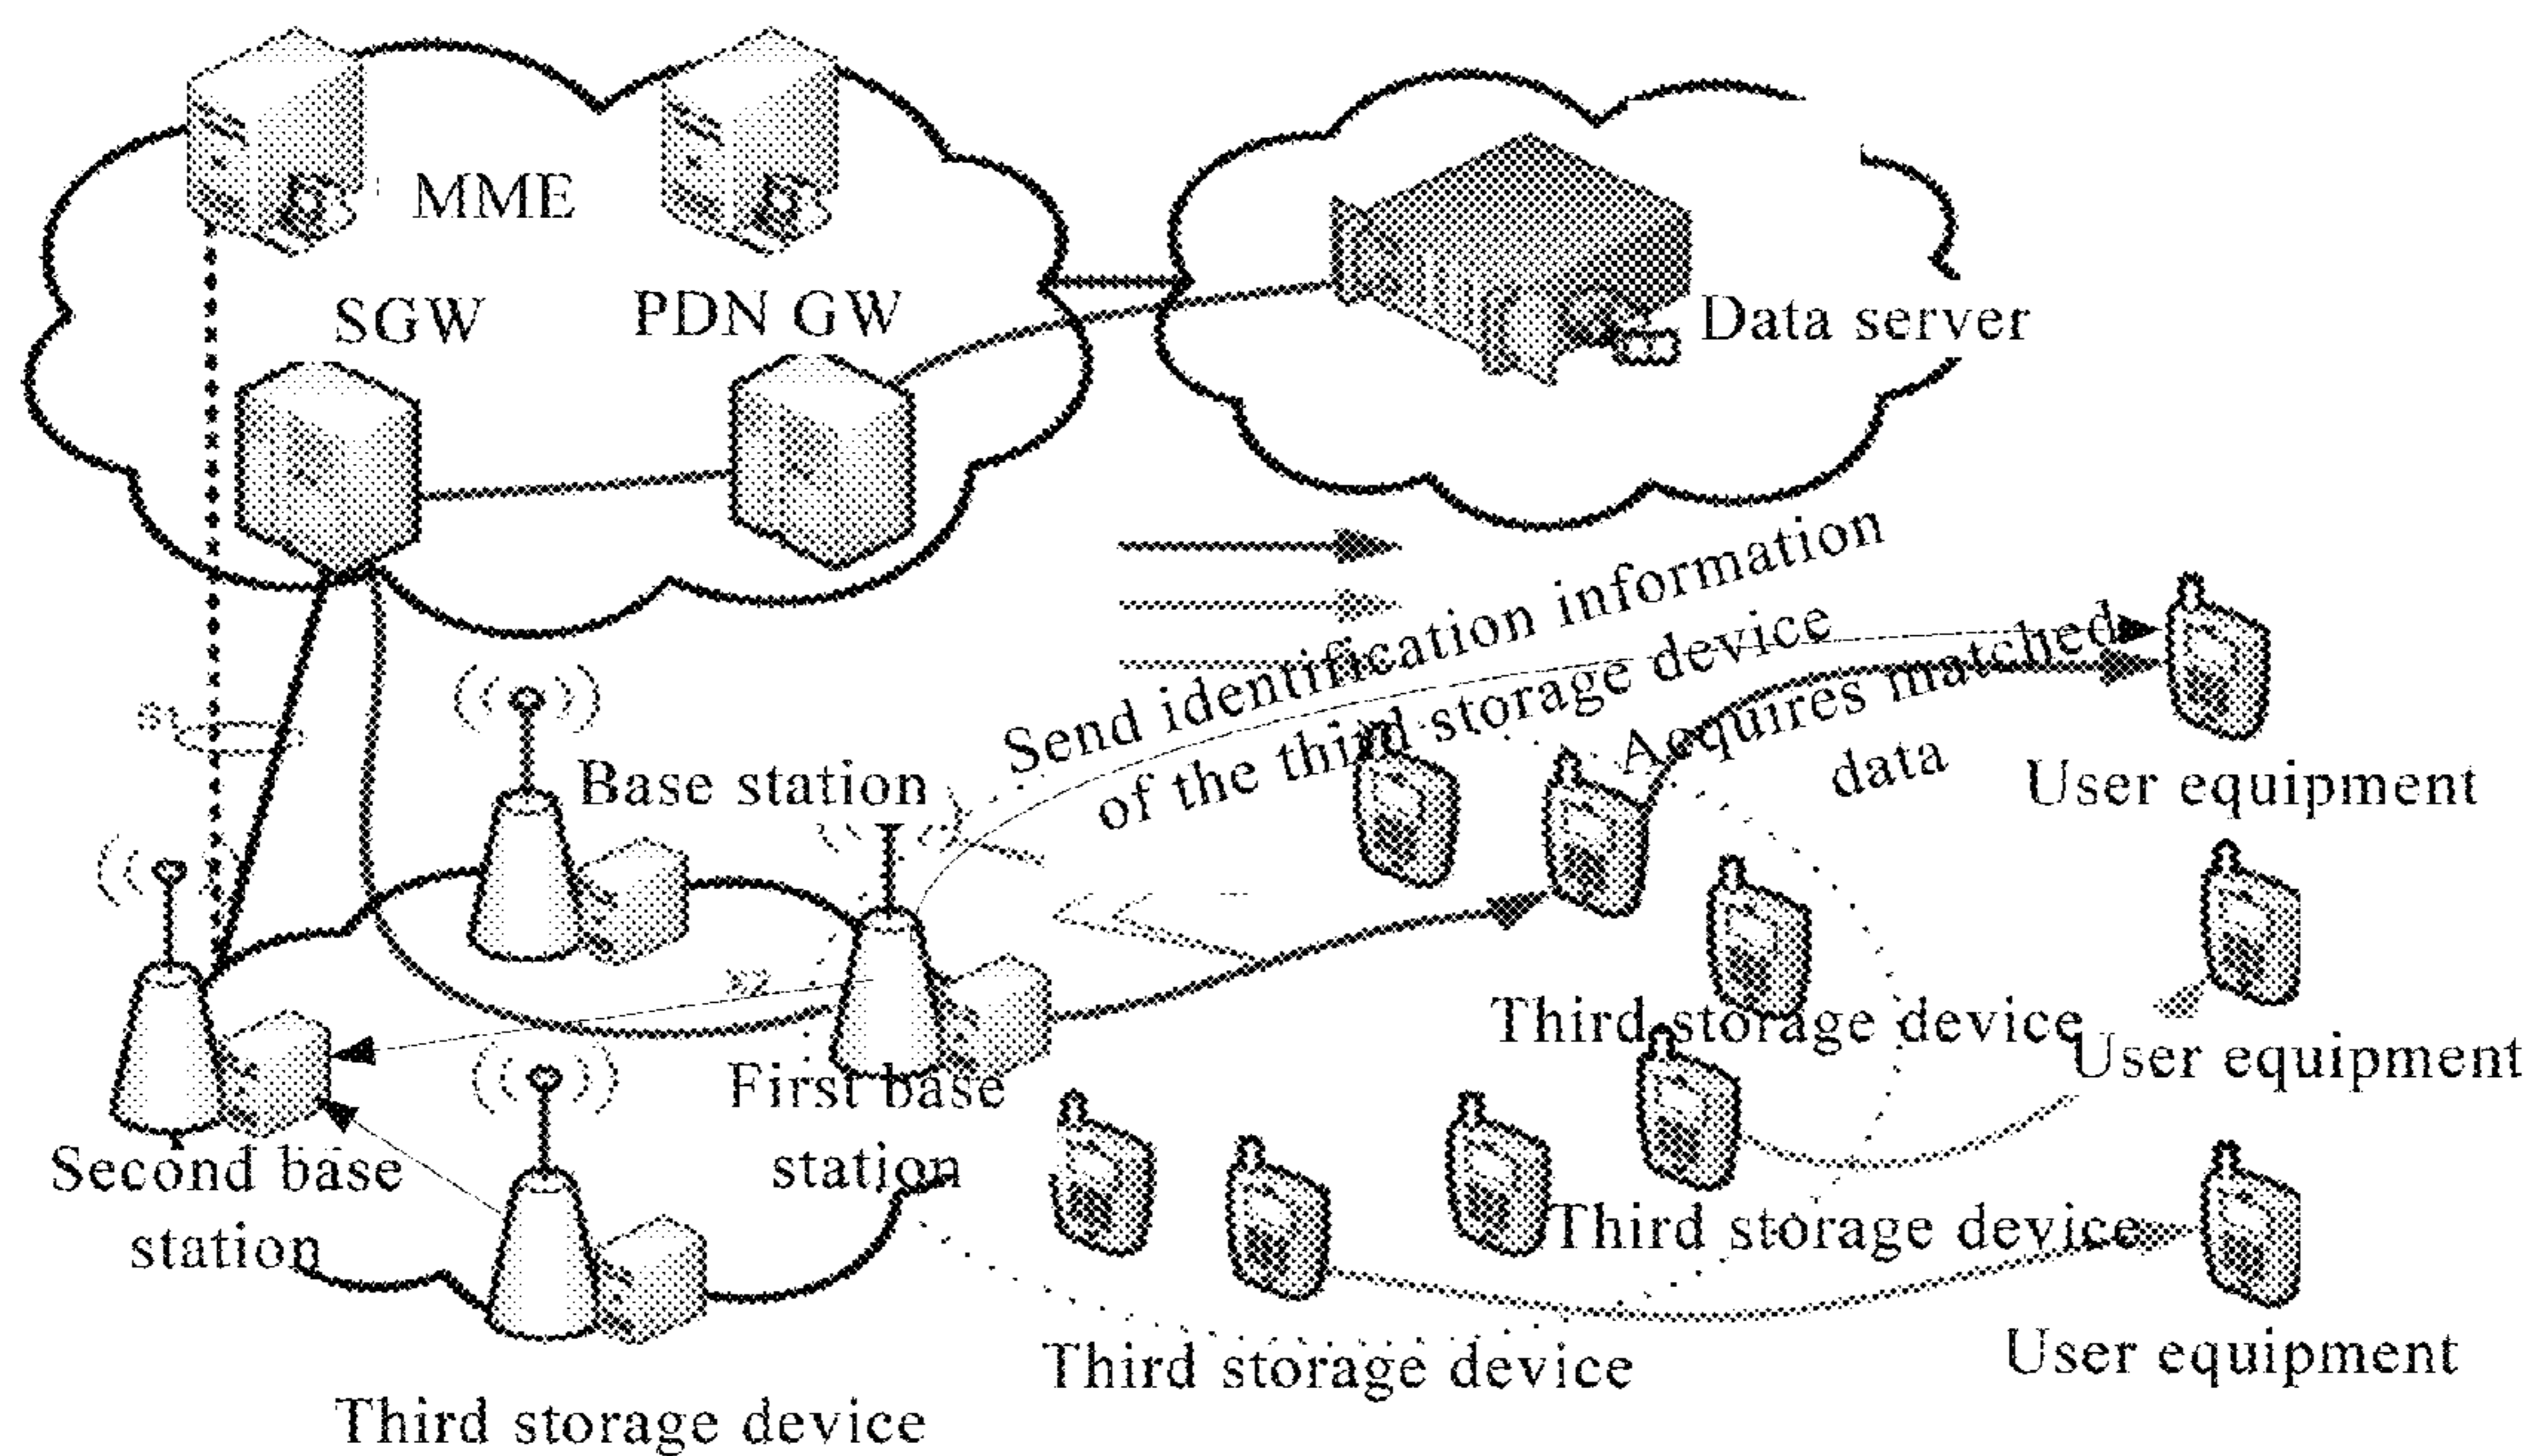 MME
SGW
PDN GW
Data server
Send identification information
of the third storage device
Acquires matched
data
User equipment
S1
Base station
Third storage device
User equipment
First base
station
Second base
station
Third storage device
User equipment
Third storage device
Third storage device